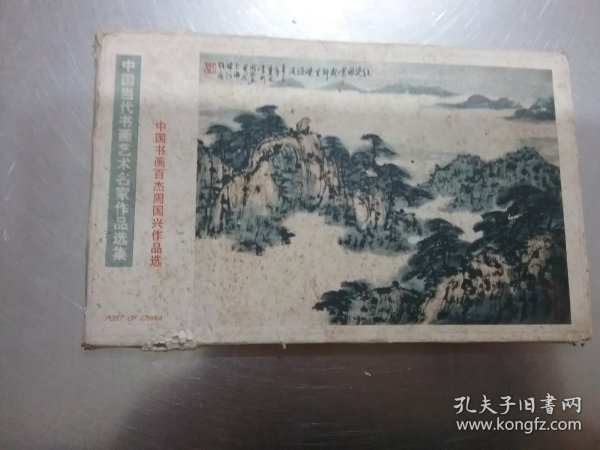 中国当代书画艺术名家作品选集
中国书画百杰周国兴作品选
POST OF CHINA
孔夫子旧书网
www.kongfz.com